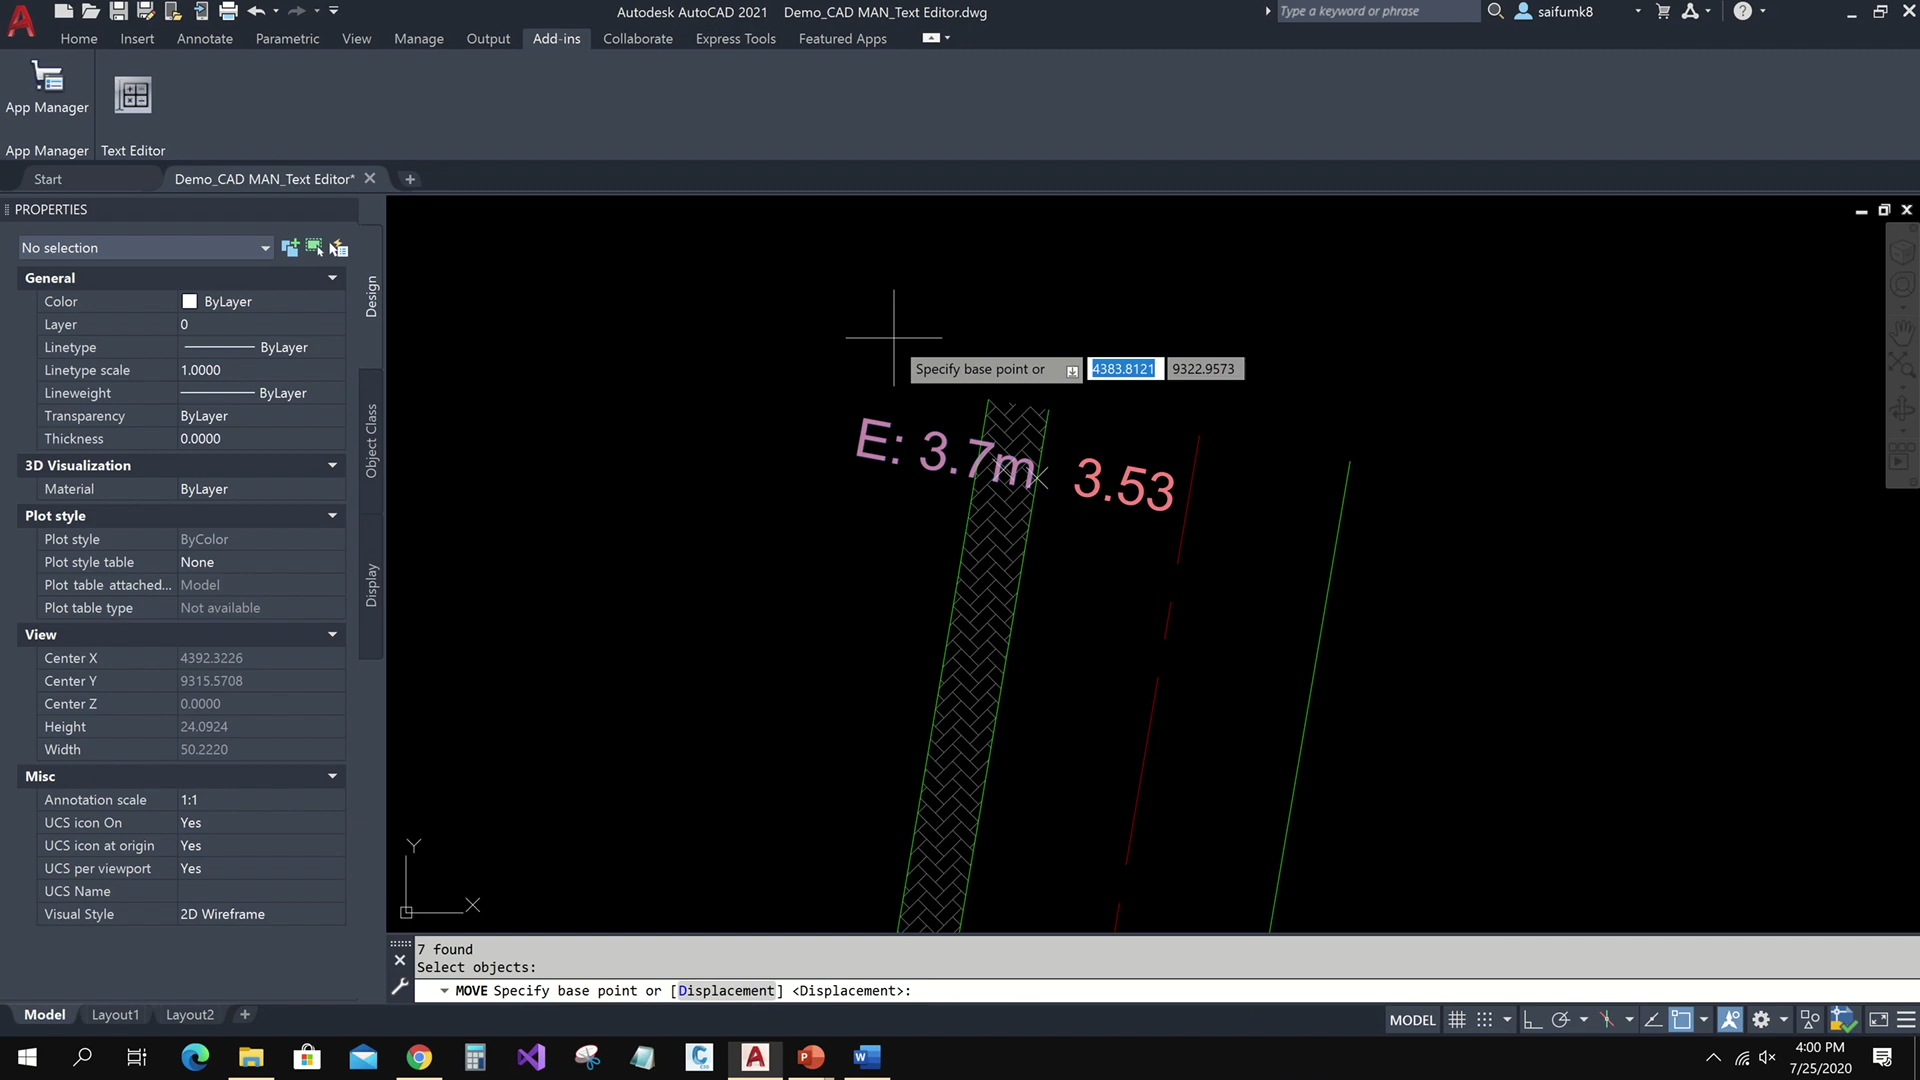 Autodesk AutoCAD 2021 Demo_CAD MAN_Text Editor.dwg
Type a keyword or phrase
saifumk8
Home Insert Annotate Parametric View Manage Output Add-ins Collaborate Express Tools Featured Apps
App Manager
App Manager Text Editor
Start Demo_CAD MAN_Text Editor*
PROPERTIES
No selection
General
Color ByLayer
Layer 0
Linetype ByLayer
Linetype scale 1.0000
Lineweight ByLayer
Transparency ByLayer
Thickness 0.0000
3D Visualization
Material ByLayer
Plot style
Plot style ByColor
Plot style table None
Plot table attached... Model
Plot table type Not available
View
Center X 4392.3226
Center Y 9315.5708
Center Z 0.0000
Height 24.0924
Width 50.2220
Misc
Annotation scale 1:1
UCS icon On Yes
UCS icon at origin Yes
UCS per viewport Yes
UCS Name
Visual Style 2D Wireframe
Design
Object Class
Display
Specify base point or 4383.8121 9322.9573
E: 3.7m 3.53
Y
X
7 found
Select objects:
MOVE Specify base point or [Displacement] <Displacement>:
Model Layout1 Layout2
MODEL
4:00 PM
7/25/2020